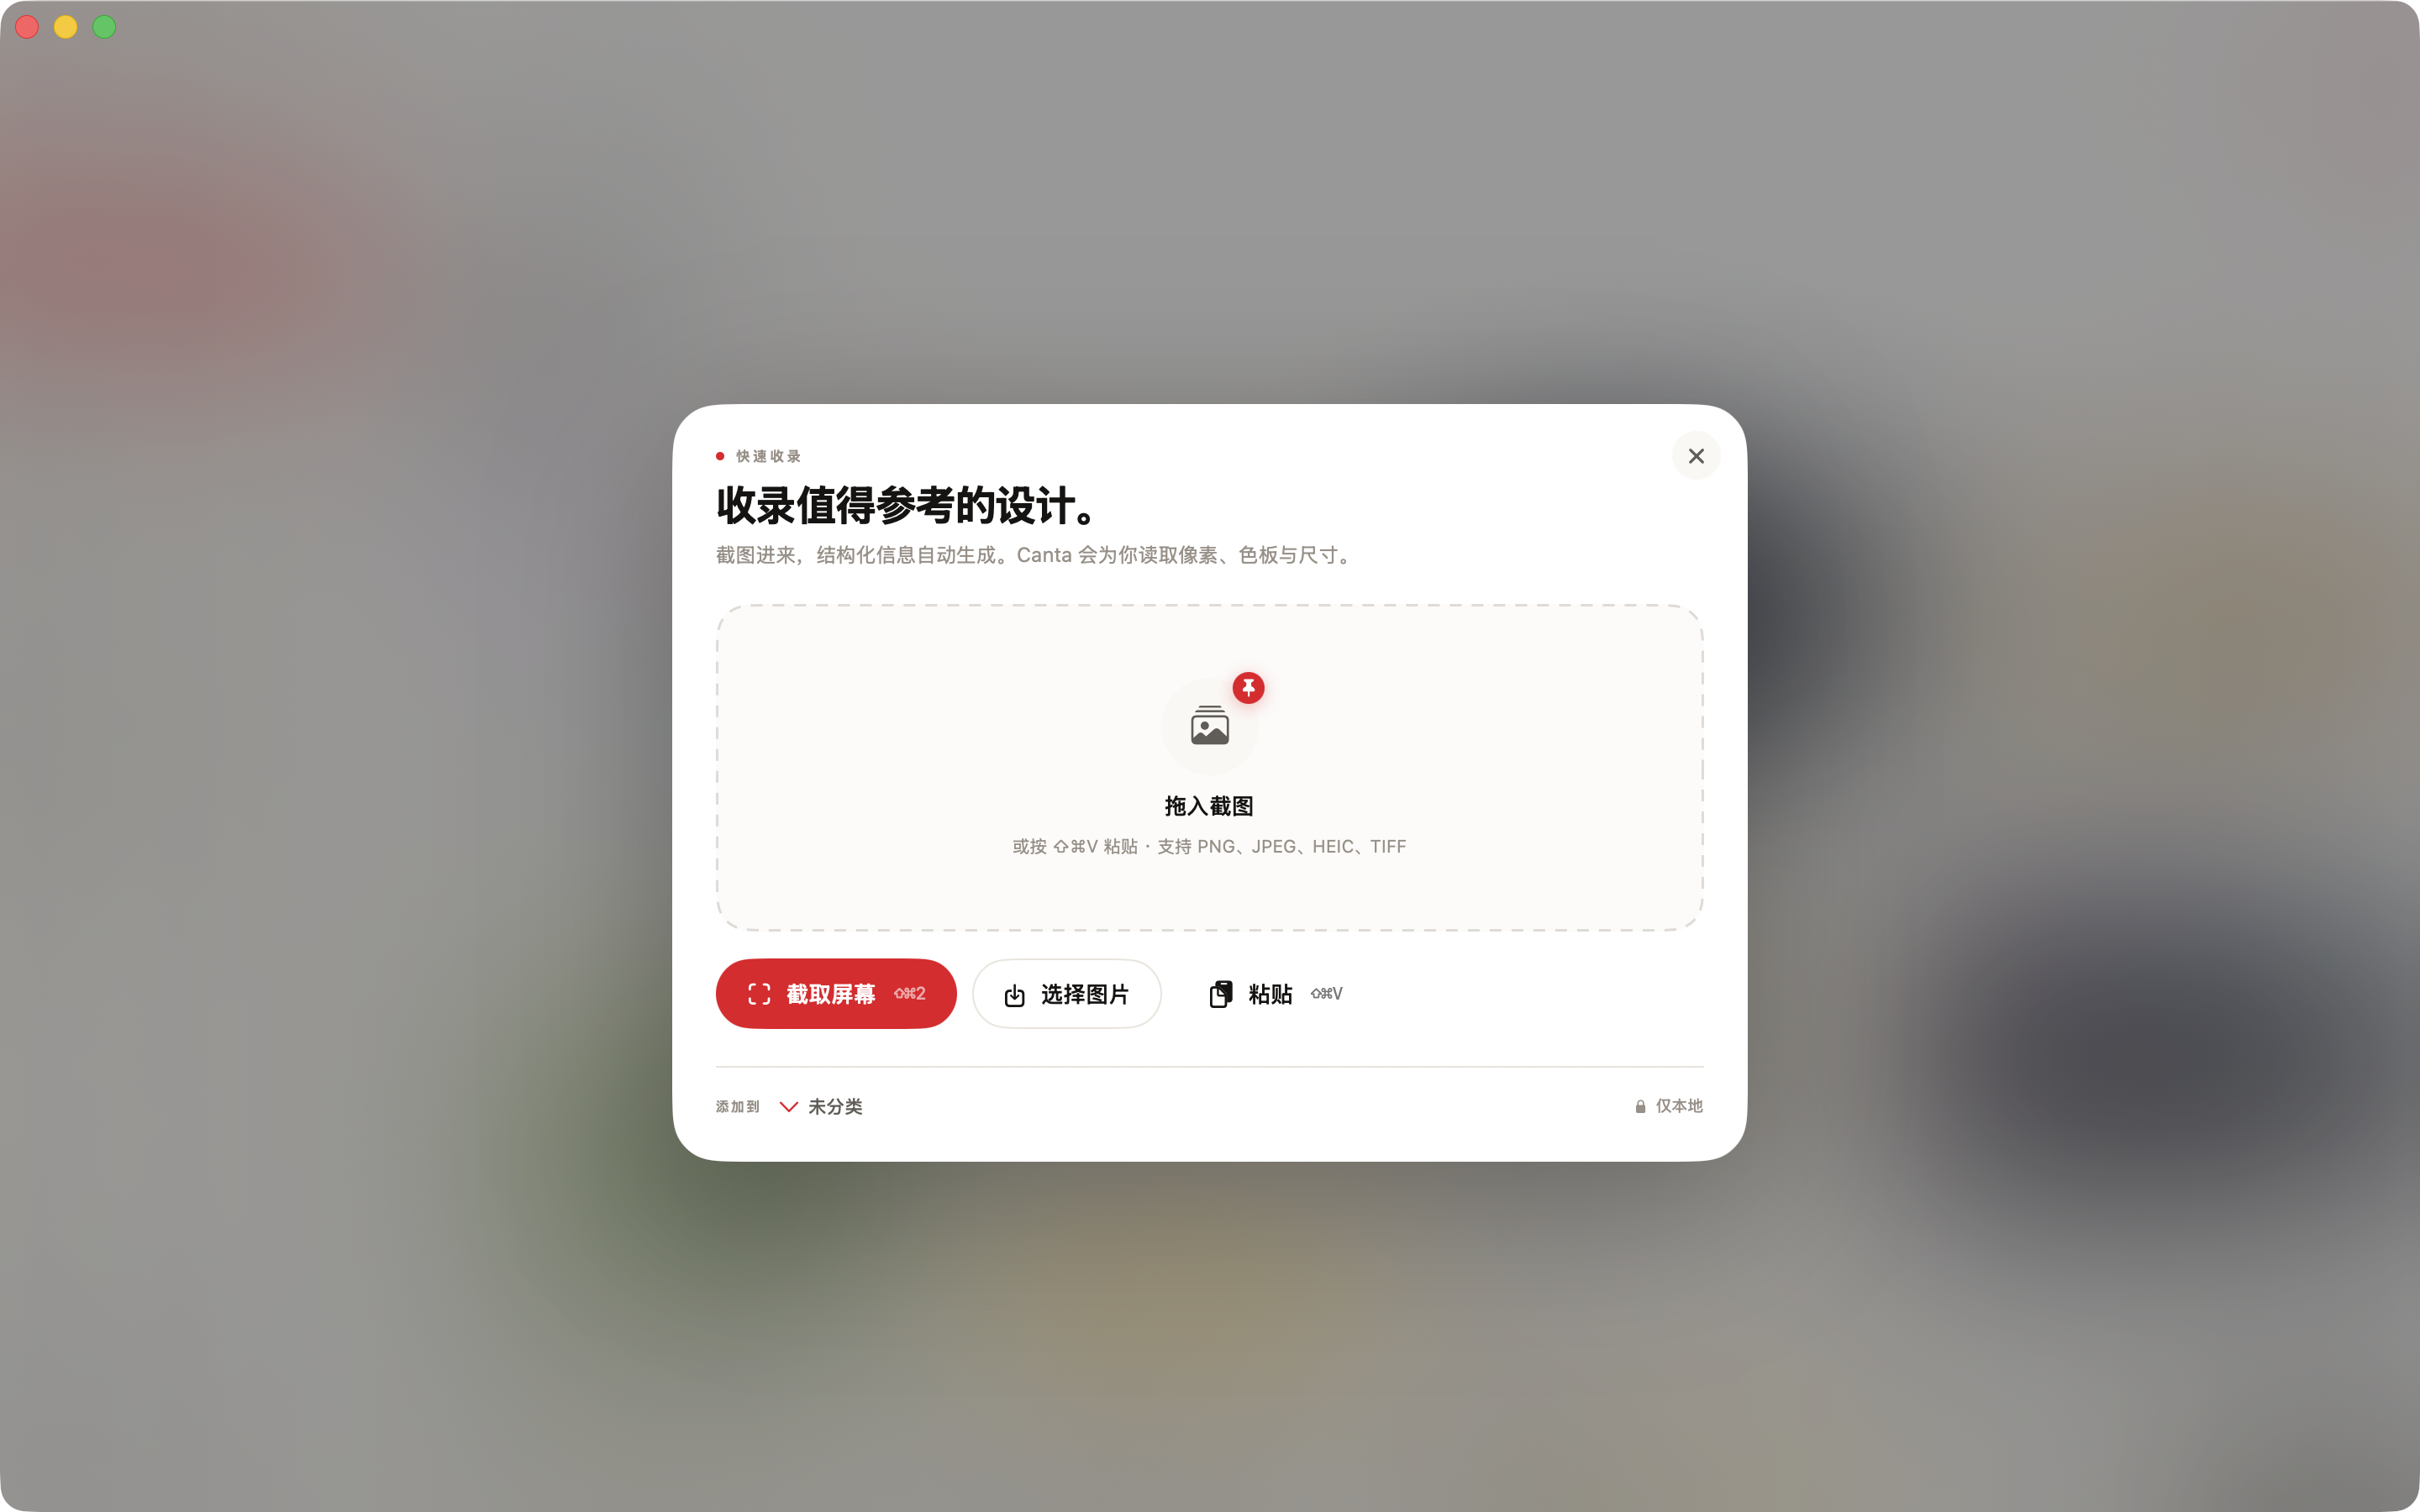 快速收录
收录值得参考的设计。
截图进来，结构化信息自动生成。Canta 会为你读取像素、色板与尺寸。
拖入截图
或按 ⇧⌘V 粘贴 · 支持 PNG、JPEG、HEIC、TIFF
截取屏幕 ⇧⌘2 选择图片 粘贴 ⇧⌘V
添加到 未分类 仅本地